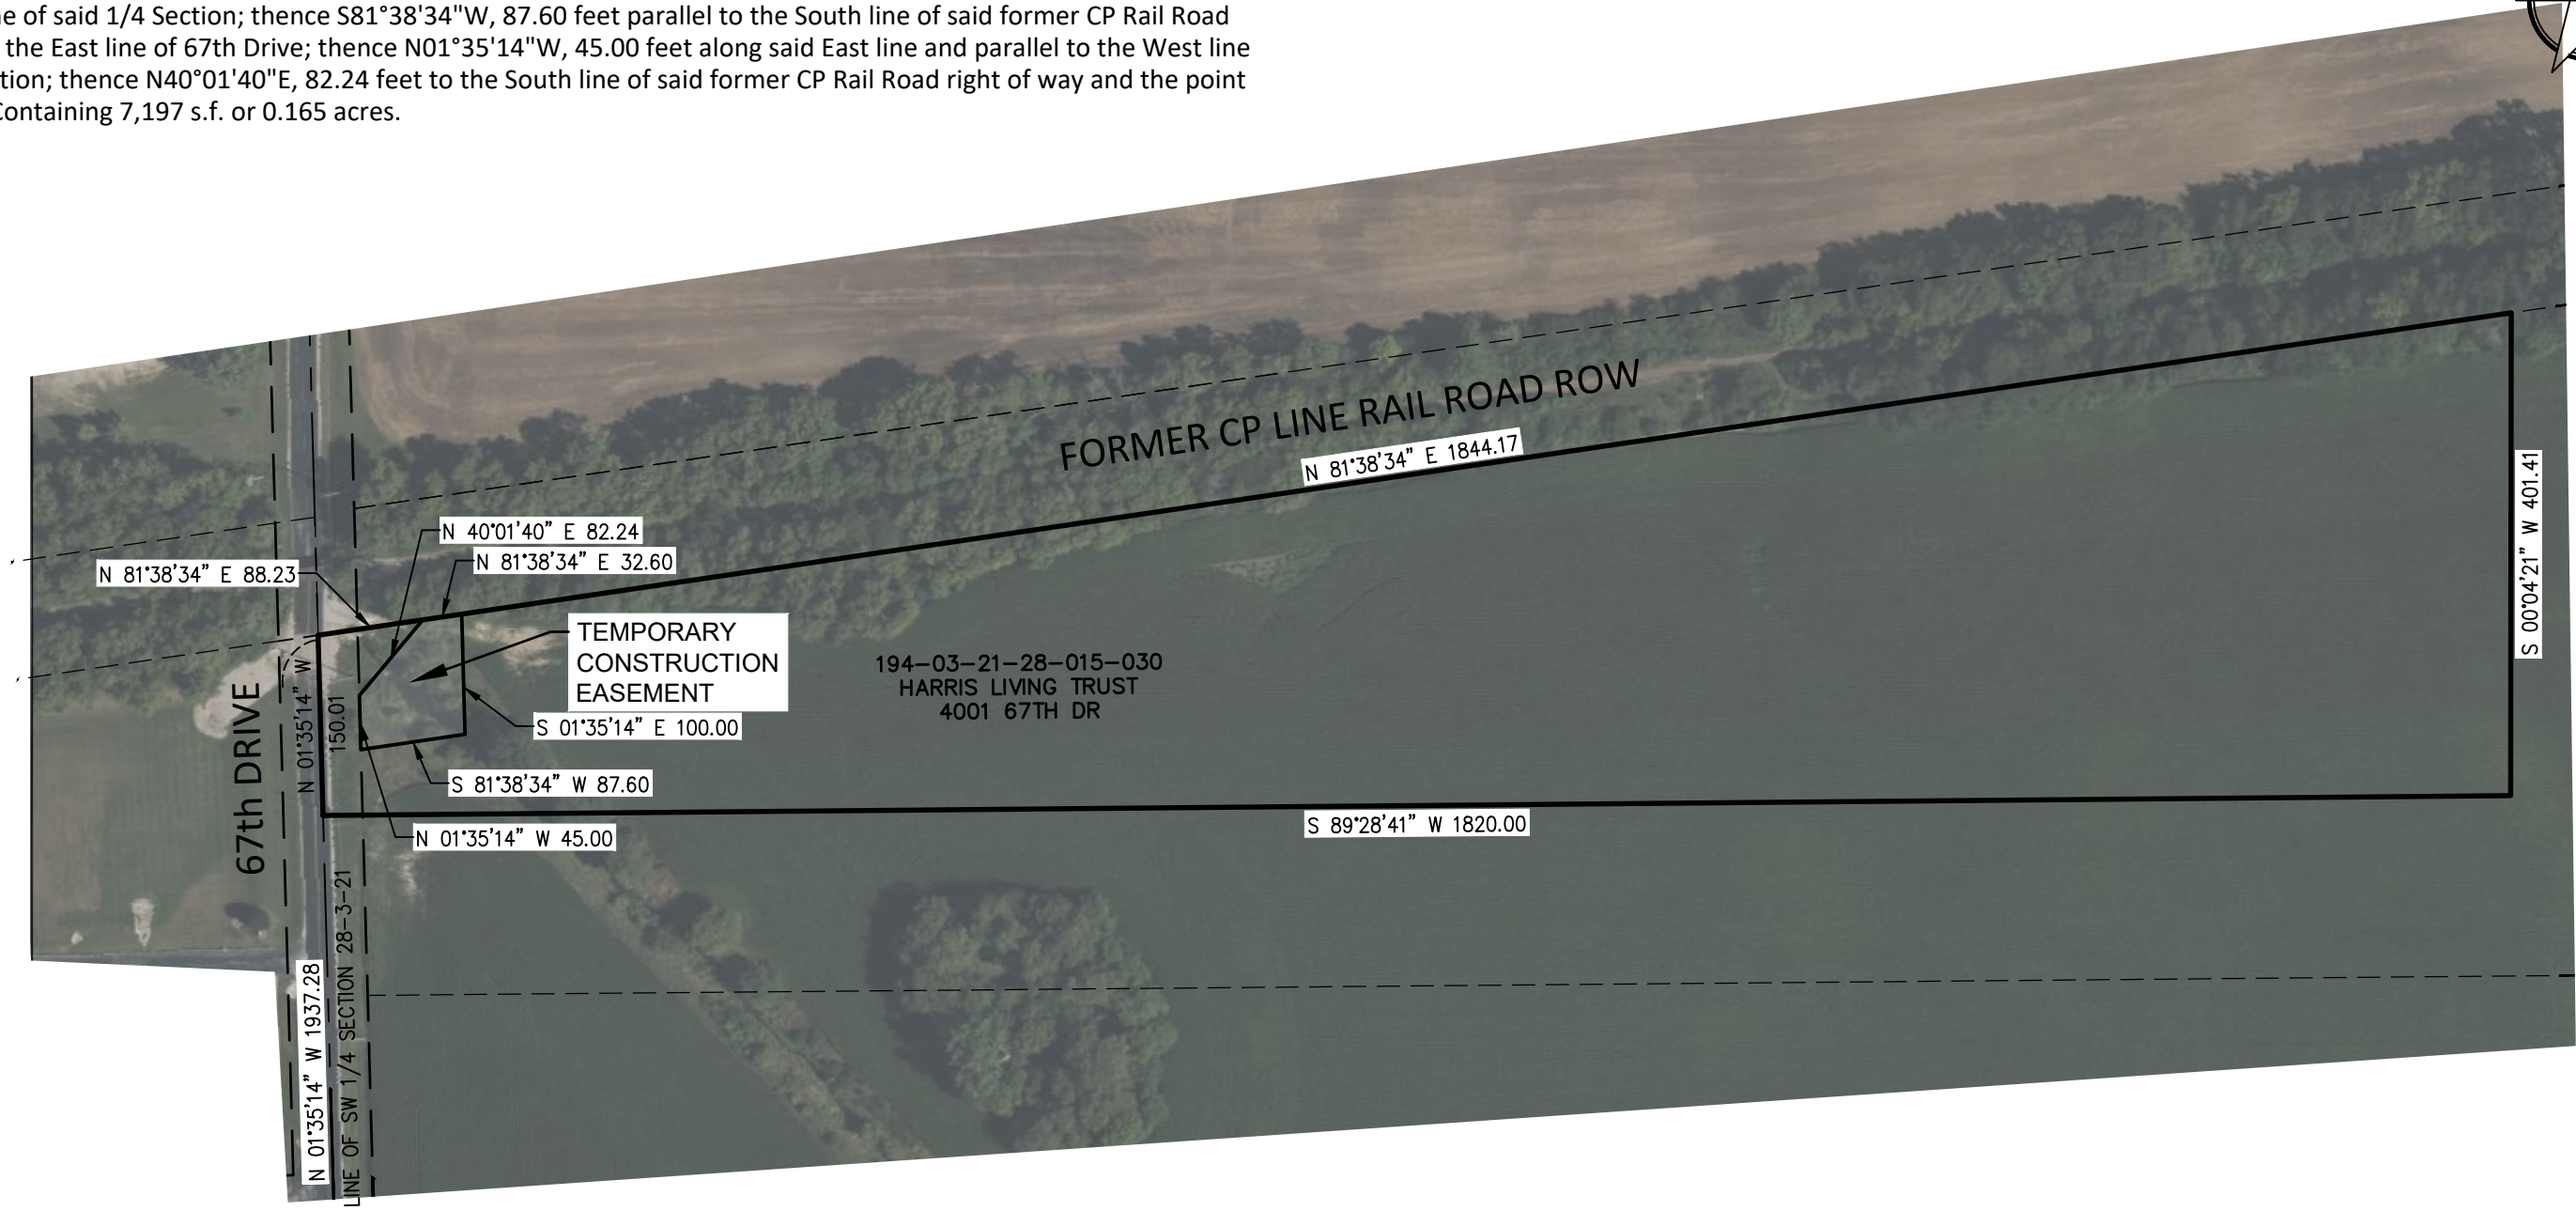 e of said 1/4 Section; thence S81°38'34"W, 87.60 feet parallel to the South line of said former CP Rail Road
the East line of 67th Drive; thence N01°35'14"W, 45.00 feet along said East line and parallel to the West line
tion; thence N40°01'40"E, 82.24 feet to the South line of said former CP Rail Road right of way and the point
Containing 7,197 s.f. or 0.165 acres.
FORMER CP LINE RAIL ROAD ROW
N 81°38'34" E 1844.17
N 40°01'40" E 82.24
N 81°38'34" E 32.60
N 81°38'34" E 88.23
TEMPORARY
CONSTRUCTION
EASEMENT
S 01°35'14" E 100.00
S 81°38'34" W 87.60
N 01°35'14" W 45.00
N 01°35'14" W
150.01
67th DRIVE
194-03-21-28-015-030
HARRIS LIVING TRUST
4001 67TH DR
S 00°04'21" W 401.41
S 89°28'41" W 1820.00
N 01°35'14" W 1937.28
LINE OF SW 1/4 SECTION 28-3-21